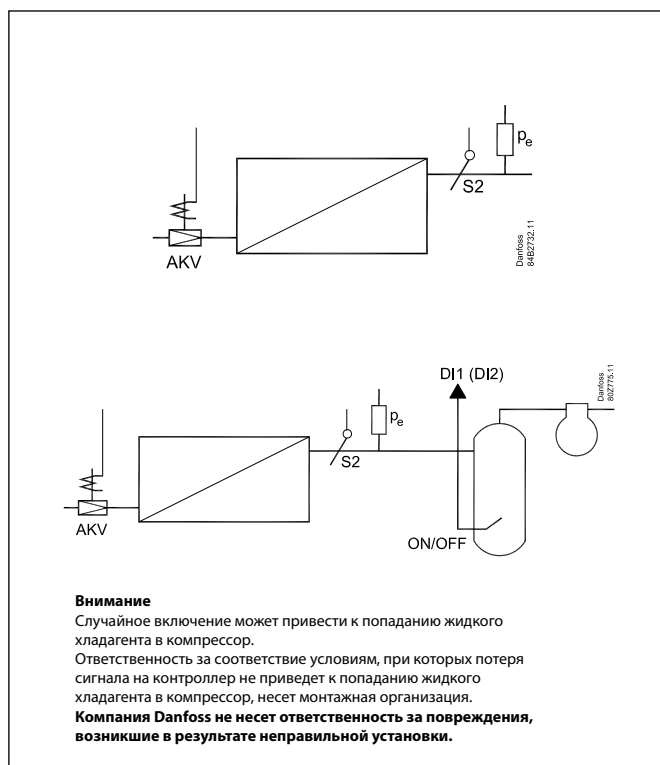 pe
S2
AKV
Danfoss
84B2732.11
DI1 (DI2)
Danfoss
80Z775.11
pe
S2
AKV
ON/OFF
Внимание
Случайное включение может привести к попаданию жидкого
хладагента в компрессор.
Ответственность за соответствие условиям, при которых потеря
сигнала на контроллер не приведет к попаданию жидкого
хладагента в компрессор, несет монтажная организация.
Компания Danfoss не несет ответственность за повреждения,
возникшие в результате неправильной установки.